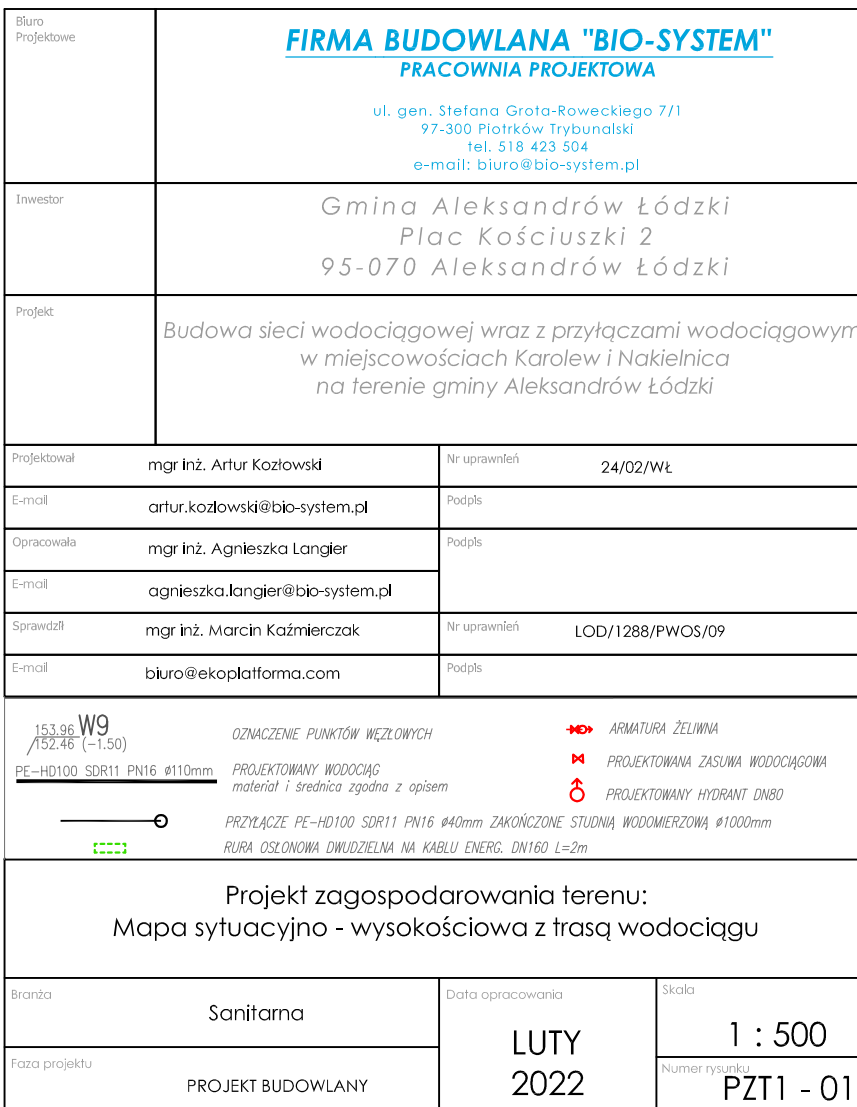 Biuro
Projektowe
FIRMA BUDOWLANA "BIO-SYSTEM"
PRACOWNIA PROJEKTOWA
ul. gen. Stefana Grota-Roweckiego 7/1
97-300 Piotrków Trybunalski
tel. 518 423 504
e-mail: biuro@bio-system.pl
Inwestor
Gmina Aleksandrów Łódzki
Plac Kościuszki 2
95-070 Aleksandrów Łódzki
Projekt
Budowa sieci wodociągowej wraz z przyłączami wodociągowym
w miejscowościach Karolew i Nakielnica
na terenie gminy Aleksandrów Łódzki
Projektował
mgr inż. Artur Kozłowski
Nr uprawnień
24/02/WŁ
E-mail
artur.kozlowski@bio-system.pl
Podpis
Opracowała
mgr inż. Agnieszka Langier
Podpis
E-mail
agnieszka.langier@bio-system.pl
Sprawdził
mgr inż. Marcin Kaźmierczak
Nr uprawnień
LOD/1288/PWOS/09
E-mail
biuro@ekoplatforma.com
Podpis
153.96 W9
152.46 (-1.50)
OZNACZENIE PUNKTÓW WĘZŁOWYCH
ARMATURA ŻELIWNA
PE-HD100 SDR11 PN16 Ø110mm
PROJEKTOWANY WODOCIĄG
materiał i średnica zgodna z opisem
PROJEKTOWANA ZASUWA WODOCIĄGOWA
PROJEKTOWANY HYDRANT DN80
PRZYŁĄCZE PE-HD100 SDR11 PN16 Ø40mm ZAKOŃCZONE STUDNIĄ WODOMIERZOWĄ Ø1000mm
RURA OSŁONOWA DWUDZIELNA NA KABLU ENERG. DN160 L=2m
Projekt zagospodarowania terenu:
Mapa sytuacyjno - wysokościowa z trasą wodociągu
Branża
Sanitarna
Data opracowania
LUTY
2022
Skala
1 : 500
Faza projektu
PROJEKT BUDOWLANY
Numer rysunku
PZT1 - 01